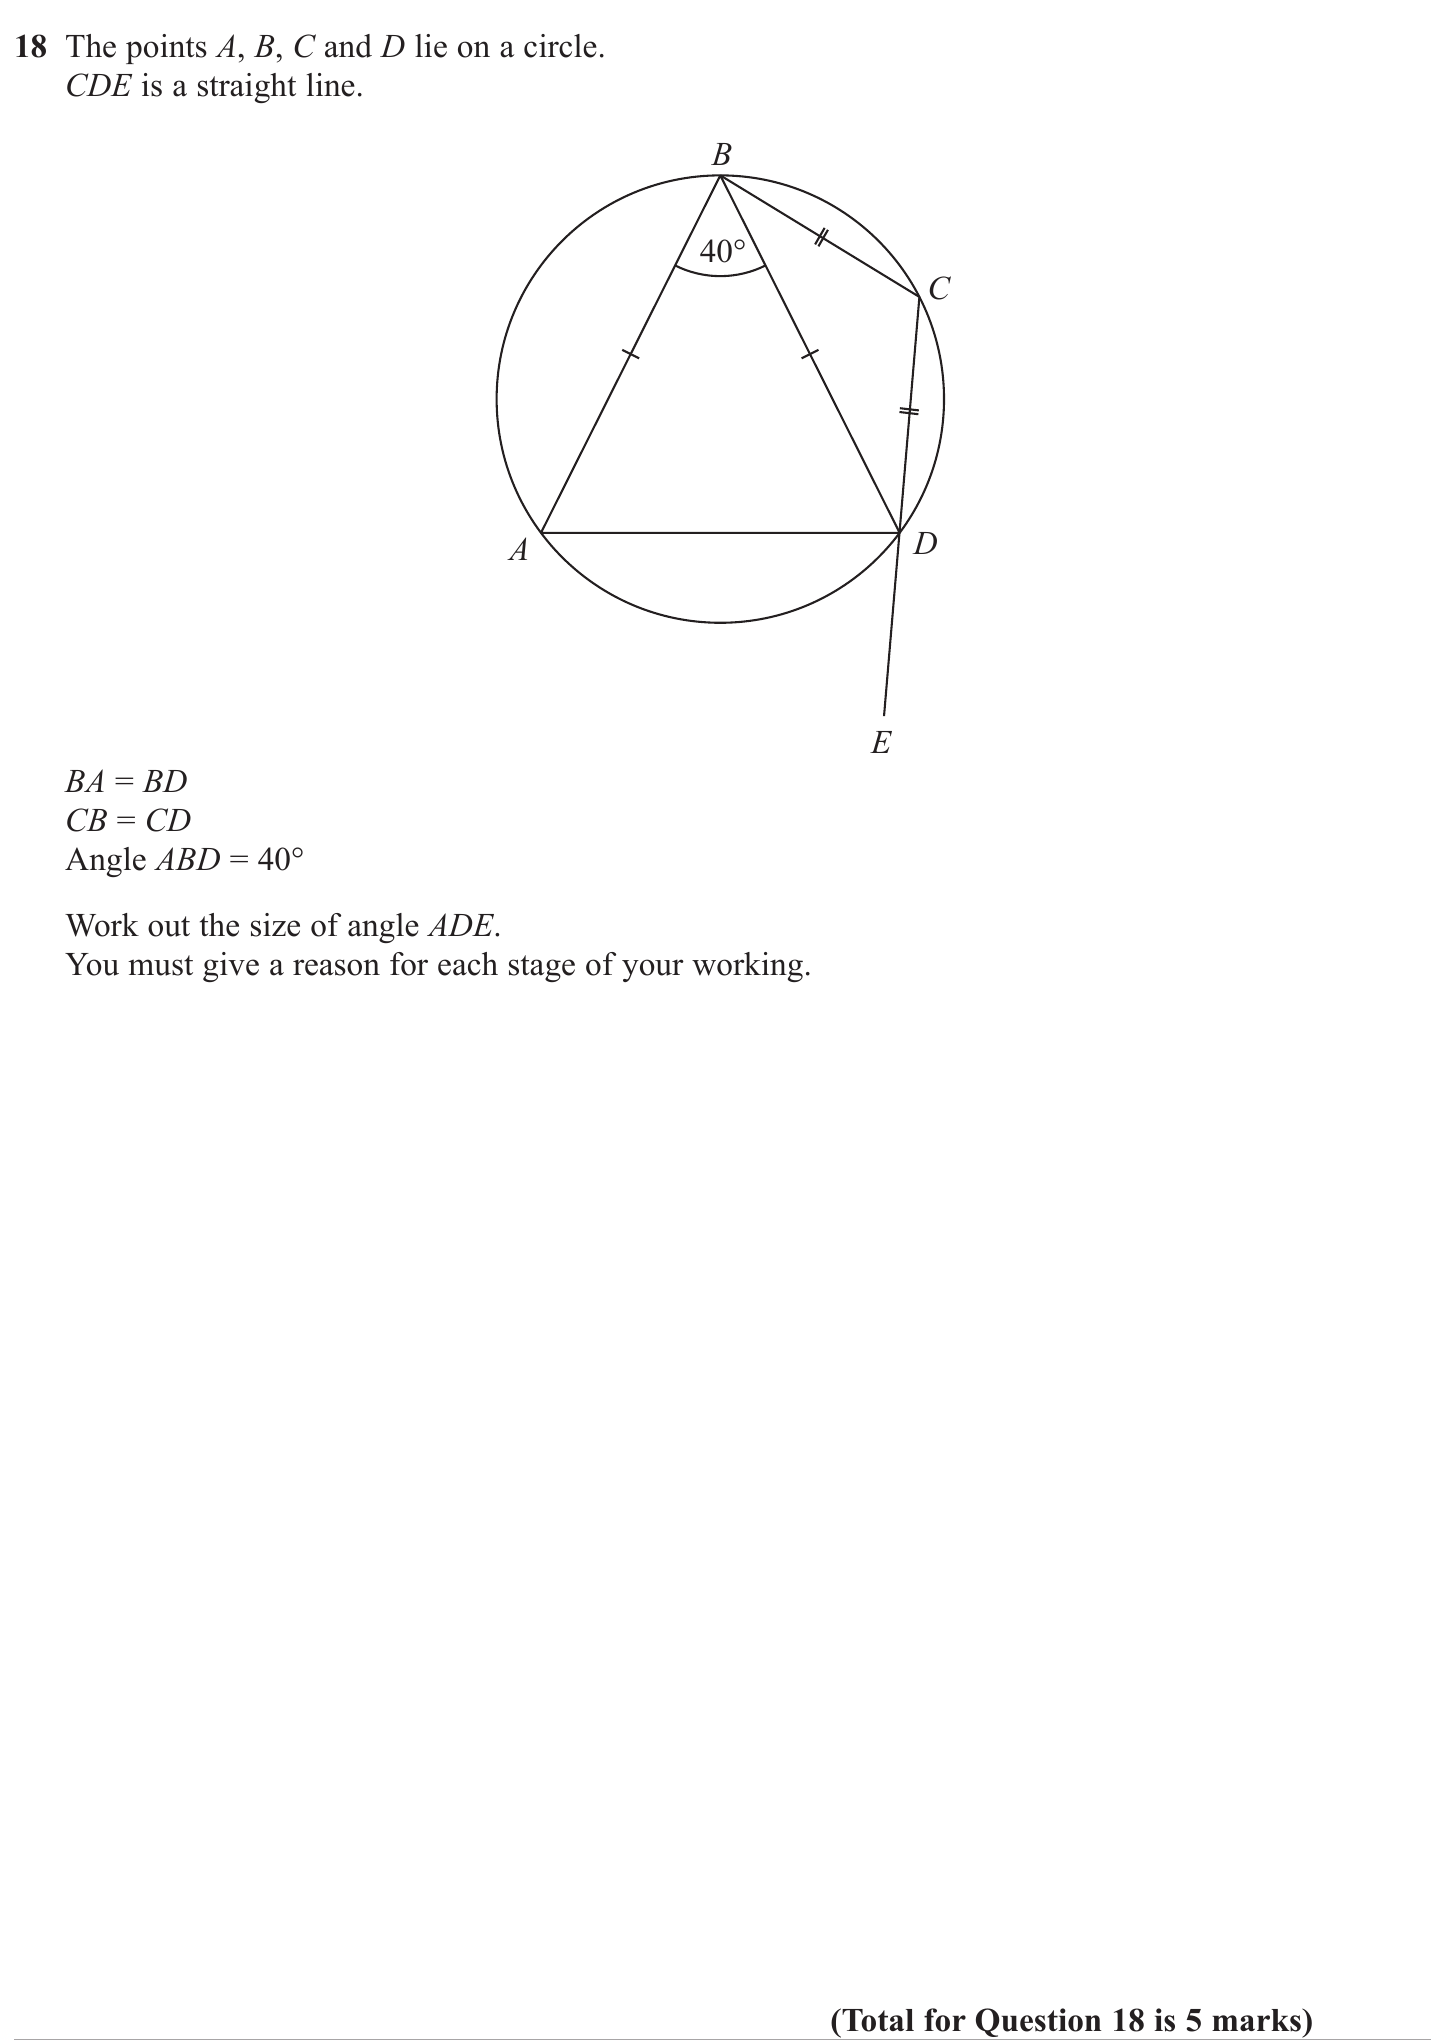 18 The points A, B, C and D lie on a circle.
CDE is a straight line.
B
40°
C
A
D
E
BA = BD
CB = CD
Angle ABD = 40°
Work out the size of angle ADE.
You must give a reason for each stage of your working.
(Total for Question 18 is 5 marks)